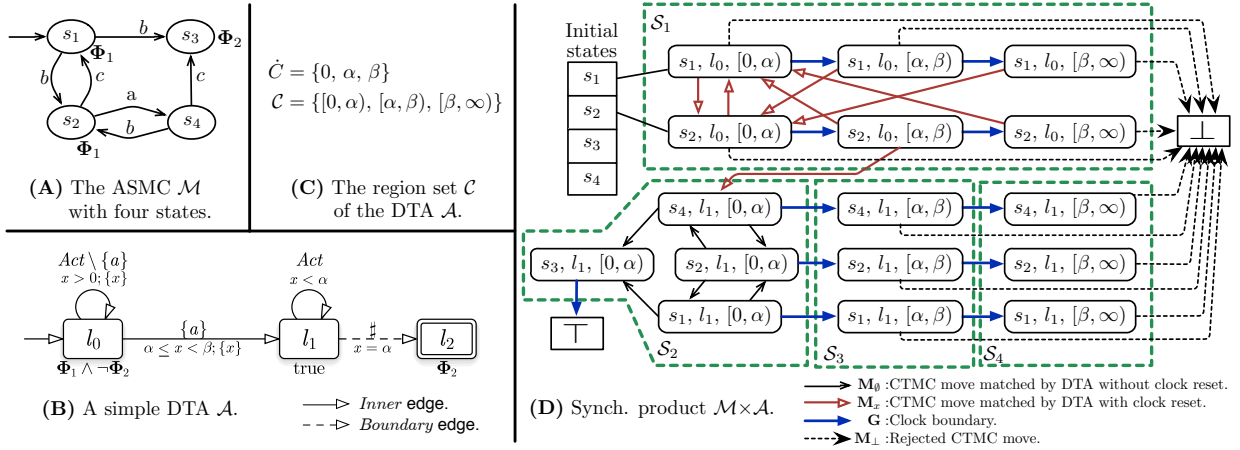 s1
b
s3
Φ1
Φ2
b
c
c
s2
a
s4
b
Φ1
(A) The ASMC M
with four states.
Ċ = {0, α, β}
C = {[0, α), [α, β), [β, ∞)}
(C) The region set C
of the DTA A.
Act \ {a}
x > 0; {x}
l0
Φ1 ∧ ¬Φ2
{a}
α ≤ x < β; {x}
Act
x < α
l1
true
♯
x = α
l2
Φ2
(B) A simple DTA A.
Inner edge.
Boundary edge.
Initial
states
s1
s2
s3
s4
S1
s1, l0, [0, α)
s1, l0, [α, β)
s1, l0, [β, ∞)
s2, l0, [0, α)
s2, l0, [α, β)
s2, l0, [β, ∞)
⊥
s4, l1, [0, α)
s4, l1, [α, β)
s4, l1, [β, ∞)
s3, l1, [0, α)
s2, l1, [0, α)
s2, l1, [α, β)
s2, l1, [β, ∞)
s1, l1, [0, α)
s1, l1, [α, β)
s1, l1, [β, ∞)
⊤
S2
S3
S4
(D) Synch. product M×A.
M∅ :CTMC move matched by DTA without clock reset.
Mx :CTMC move matched by DTA with clock reset.
G :Clock boundary.
M⊥ :Rejected CTMC move.